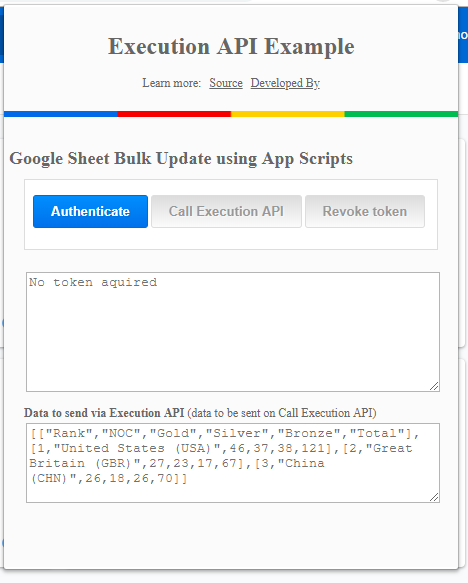 Execution API Example
Learn more: Source Developed By
Google Sheet Bulk Update using App Scripts
Authenticate Call Execution API Revoke token
No token aquired
Data to send via Execution API (data to be sent on Call Execution API)
[["Rank","NOC","Gold","Silver","Bronze","Total"],
[1,"United States (USA)",46,37,38,121],[2,"Great
Britain (GBR)",27,23,17,67],[3,"China
(CHN)",26,18,26,70]]